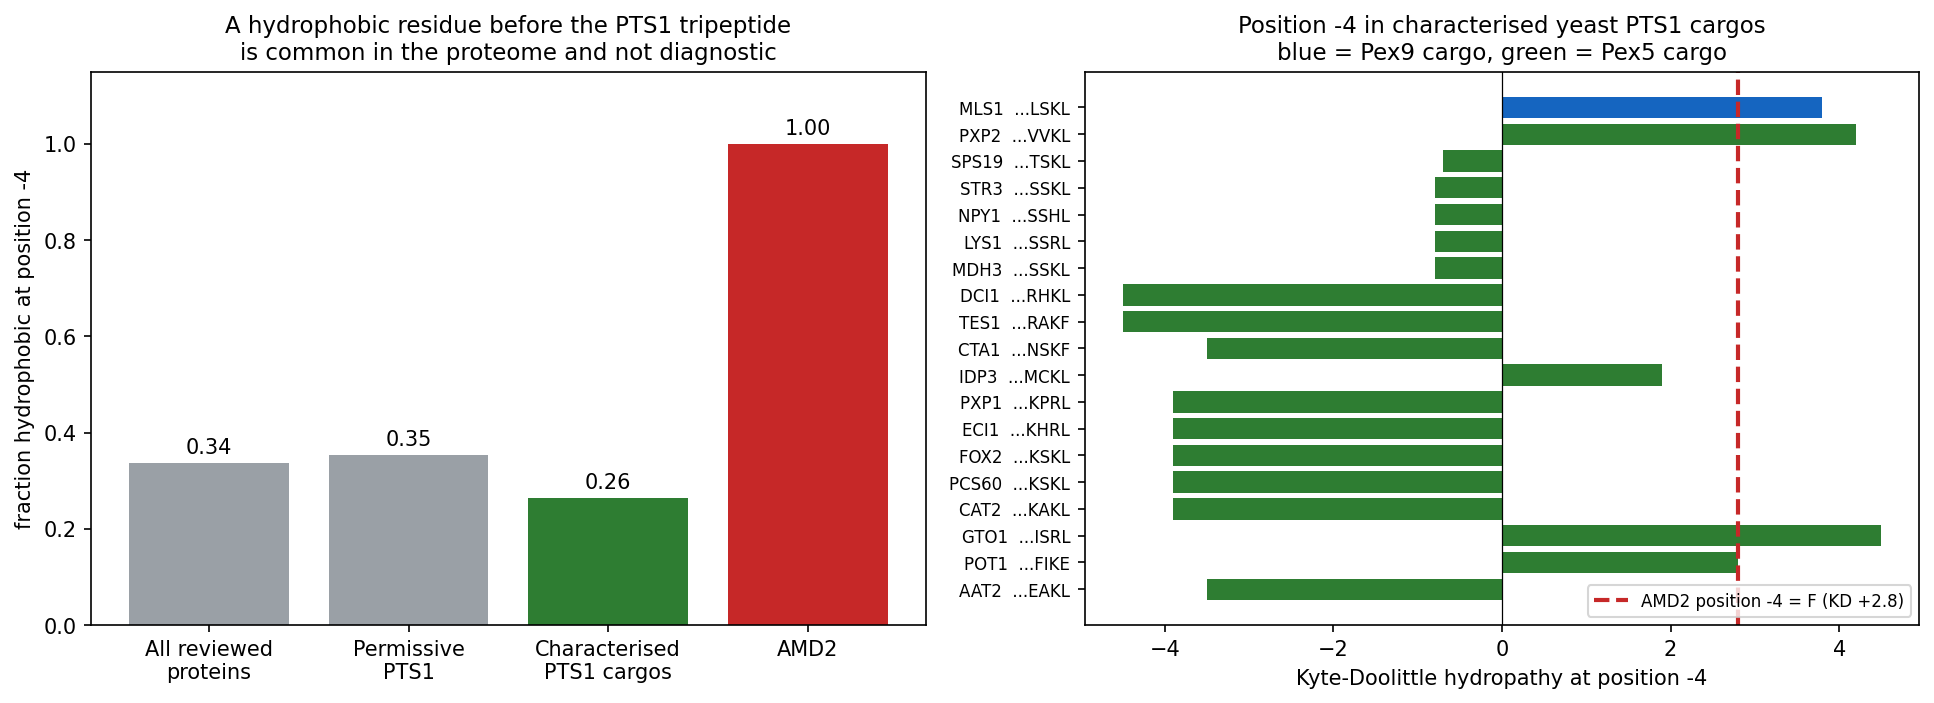 A hydrophobic residue before the PTS1 tripeptide
is common in the proteome and not diagnostic
fraction hydrophobic at position -4
1.0
0.8
0.6
0.4
0.2
0.0
0.34
0.35
0.26
1.00
All reviewed
proteins
Permissive
PTS1
Characterised
PTS1 cargos
AMD2
Position -4 in characterised yeast PTS1 cargos
blue = Pex9 cargo, green = Pex5 cargo
MLS1 ...LSKL
PXP2 ...VVKL
SPS19 ...TSKL
STR3 ...SSKL
NPY1 ...SSHL
LYS1 ...SSRL
MDH3 ...SSKL
DCI1 ...RHKL
TES1 ...RAKF
CTA1 ...NSKF
IDP3 ...MCKL
PXP1 ...KPRL
ECI1 ...KHRL
FOX2 ...KSKL
PCS60 ...KSKL
CAT2 ...KAKL
GTO1 ...ISRL
POT1 ...FIKE
AAT2 ...EAKL
AMD2 position -4 = F (KD +2.8)
−4
−2
0
2
4
Kyte-Doolittle hydropathy at position -4